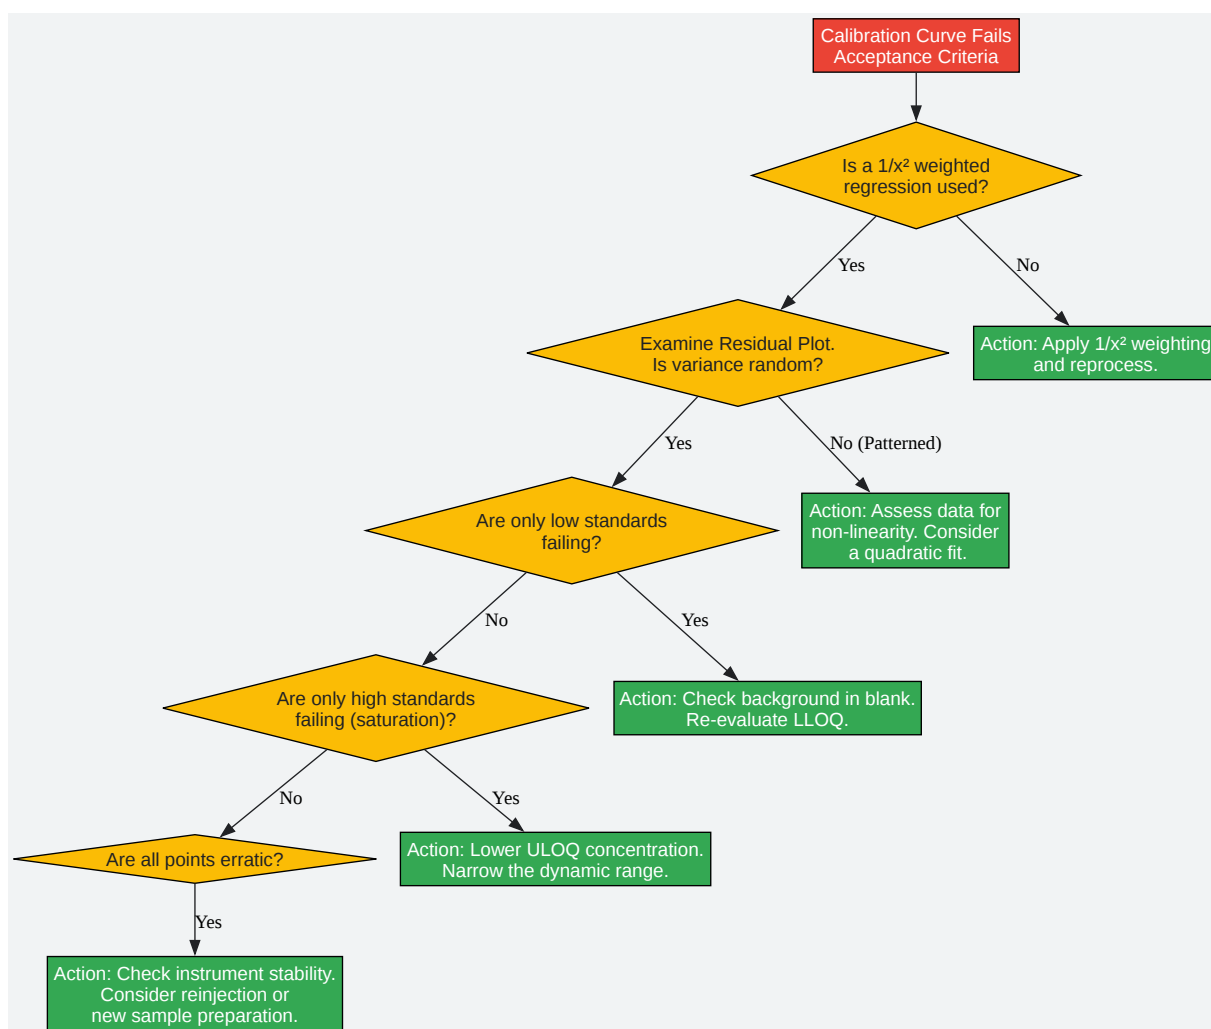 Calibration Curve Fails
Acceptance Criteria
Is a 1/x² weighted
regression used?
Yes
No
Examine Residual Plot.
Is variance random?
Action: Apply 1/x² weighting
and reprocess.
Yes
No (Patterned)
Are only low standards
failing?
Action: Assess data for
non-linearity. Consider
a quadratic fit.
No
Yes
Are only high standards
failing (saturation)?
Action: Check background in blank.
Re-evaluate LLOQ.
No
Yes
Are all points erratic?
Action: Lower ULOQ concentration.
Narrow the dynamic range.
Yes
Action: Check instrument stability.
Consider reinjection or
new sample preparation.